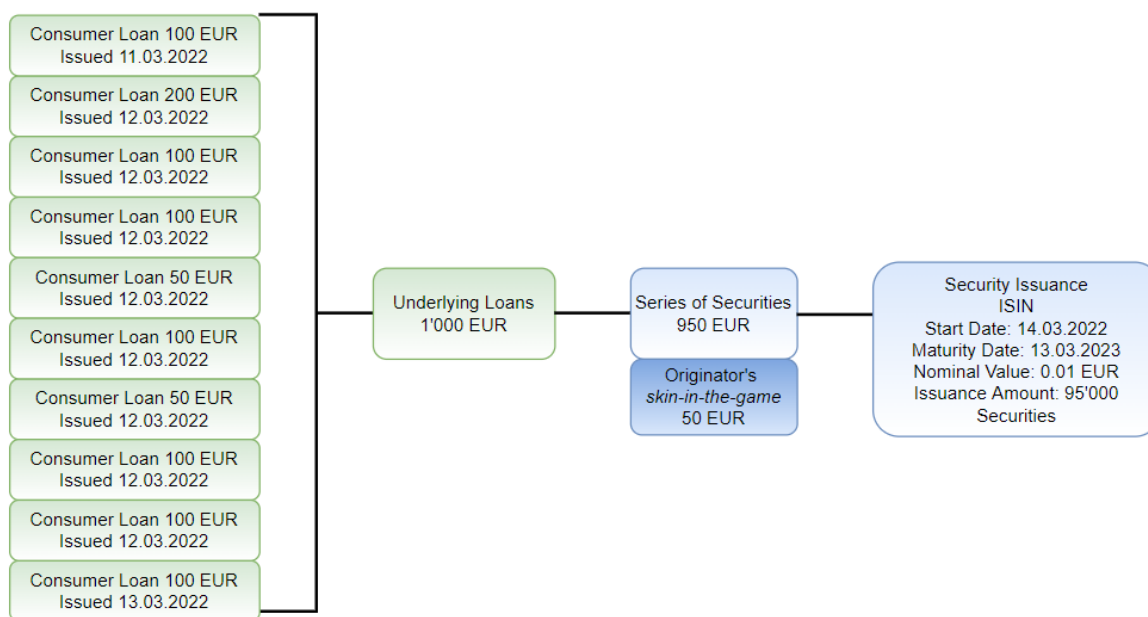 Consumer Loan 100 EUR
Issued 11.03.2022
Consumer Loan 200 EUR
Issued 12.03.2022
Consumer Loan 100 EUR
Issued 12.03.2022
Consumer Loan 100 EUR
Issued 12.03.2022
Consumer Loan 50 EUR
Issued 12.03.2022
Consumer Loan 100 EUR
Issued 12.03.2022
Consumer Loan 50 EUR
Issued 12.03.2022
Consumer Loan 100 EUR
Issued 12.03.2022
Consumer Loan 100 EUR
Issued 12.03.2022
Consumer Loan 100 EUR
Issued 13.03.2022
Underlying Loans
1'000 EUR
Series of Securities
950 EUR
Originator's
skin-in-the-game
50 EUR
Security Issuance
ISIN
Start Date: 14.03.2022
Maturity Date: 13.03.2023
Nominal Value: 0.01 EUR
Issuance Amount: 95'000
Securities